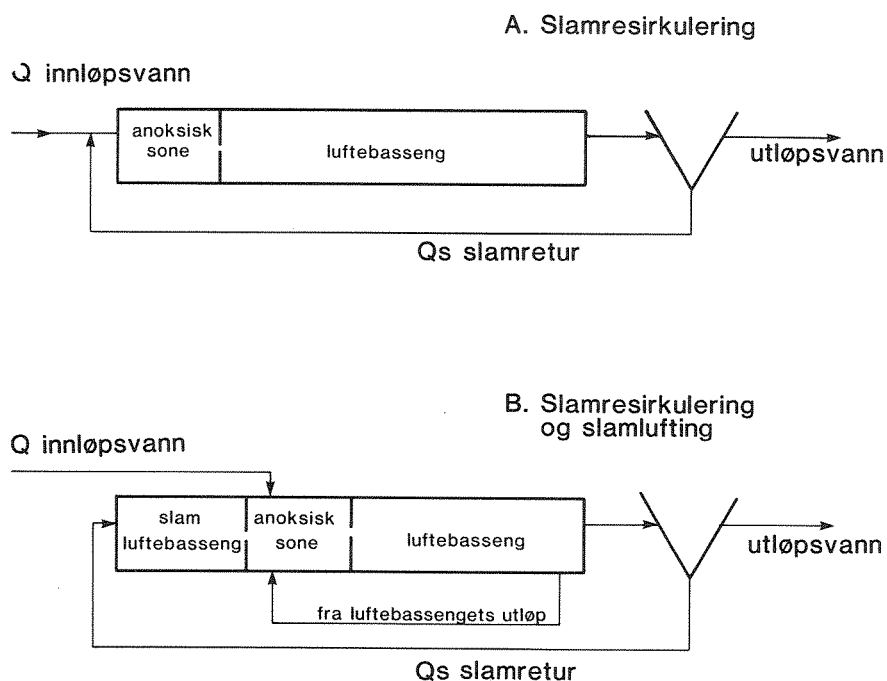 A. Slamresirkulering
Q innløpsvann
anoksisk
sone
luftebasseng
utløpsvann
Qs slamretur
B. Slamresirkulering
og slamlufting
Q innløpsvann
slam
luftebasseng
anoksisk
sone
luftebasseng
utløpsvann
fra luftebassengets utløp
Qs slamretur